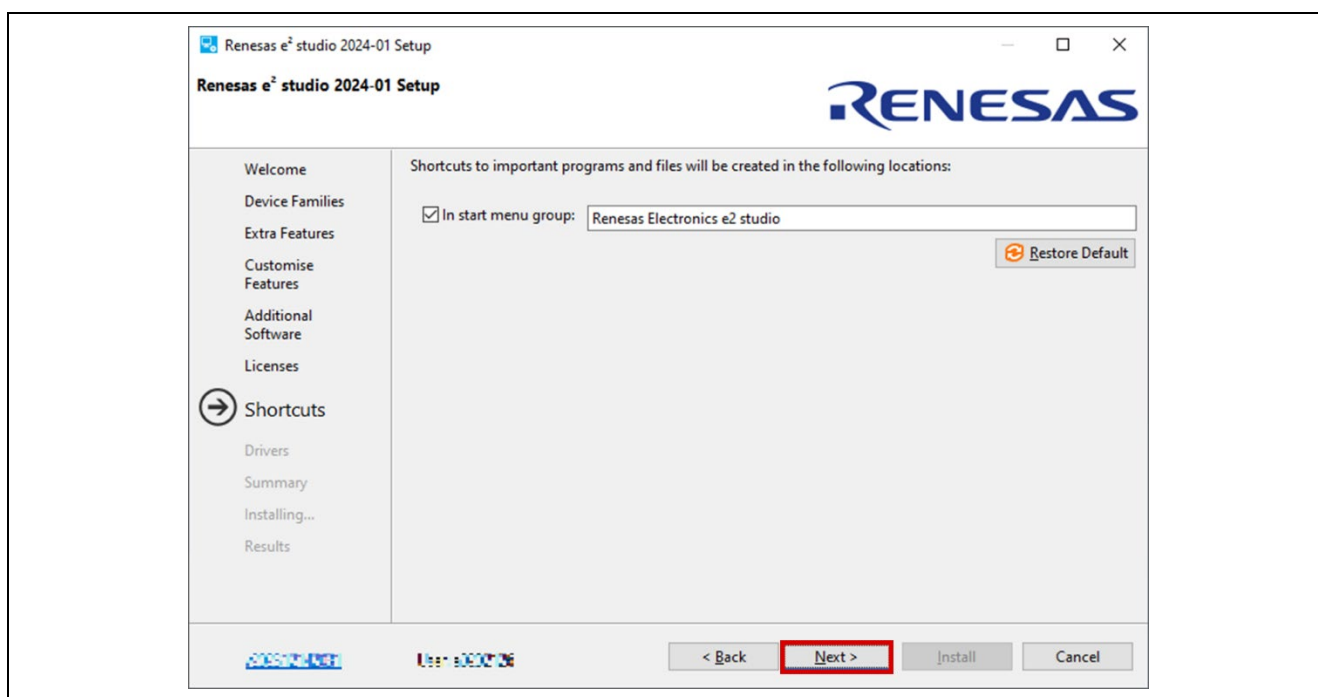 Renesas e² studio 2024-01 Setup
Renesas e² studio 2024-01 Setup
RENESAS
Welcome
Device Families
Extra Features
Customise
Features
Additional
Software
Licenses
Shortcuts
Drivers
Summary
Installing...
Results
Shortcuts to important programs and files will be created in the following locations:
In start menu group: Renesas Electronics e2 studio
Restore Default
< Back Next > Install Cancel